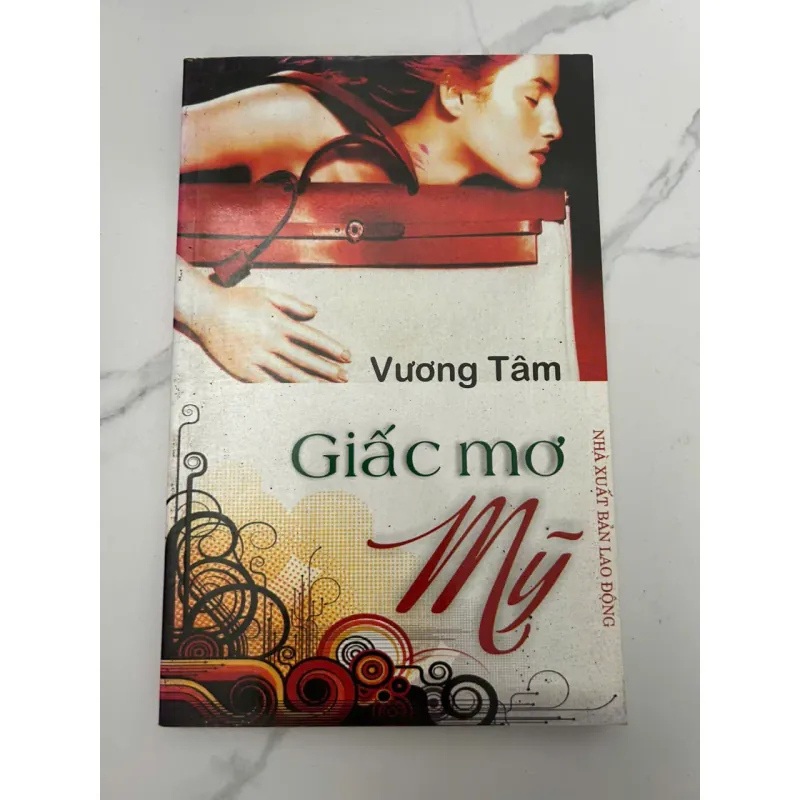 Vương Tâm
Giấc mơ
Mỹ
NHÀ XUẤT BẢN LAO ĐỘNG